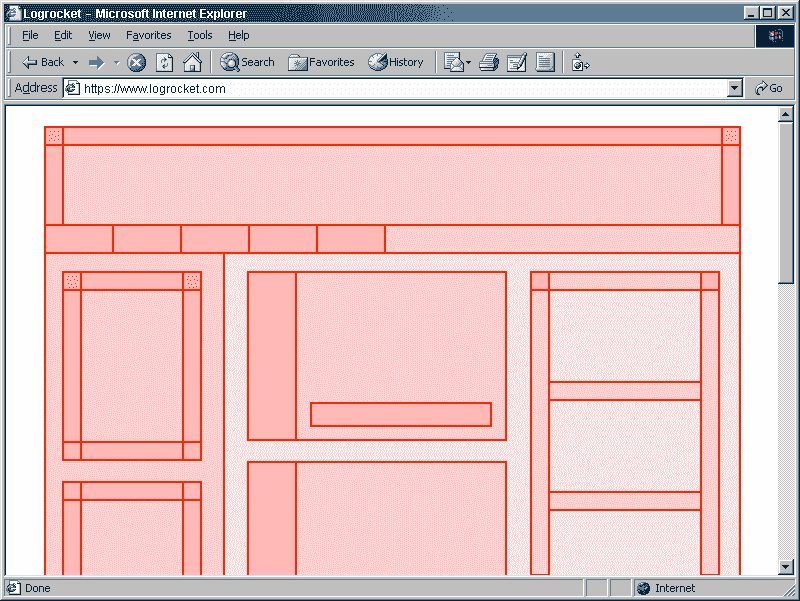 Logrocket – Microsoft Internet Explorer
File Edit View Favorites Tools Help
Back Search Favorites History
Address https://www.logrocket.com Go
Done Internet